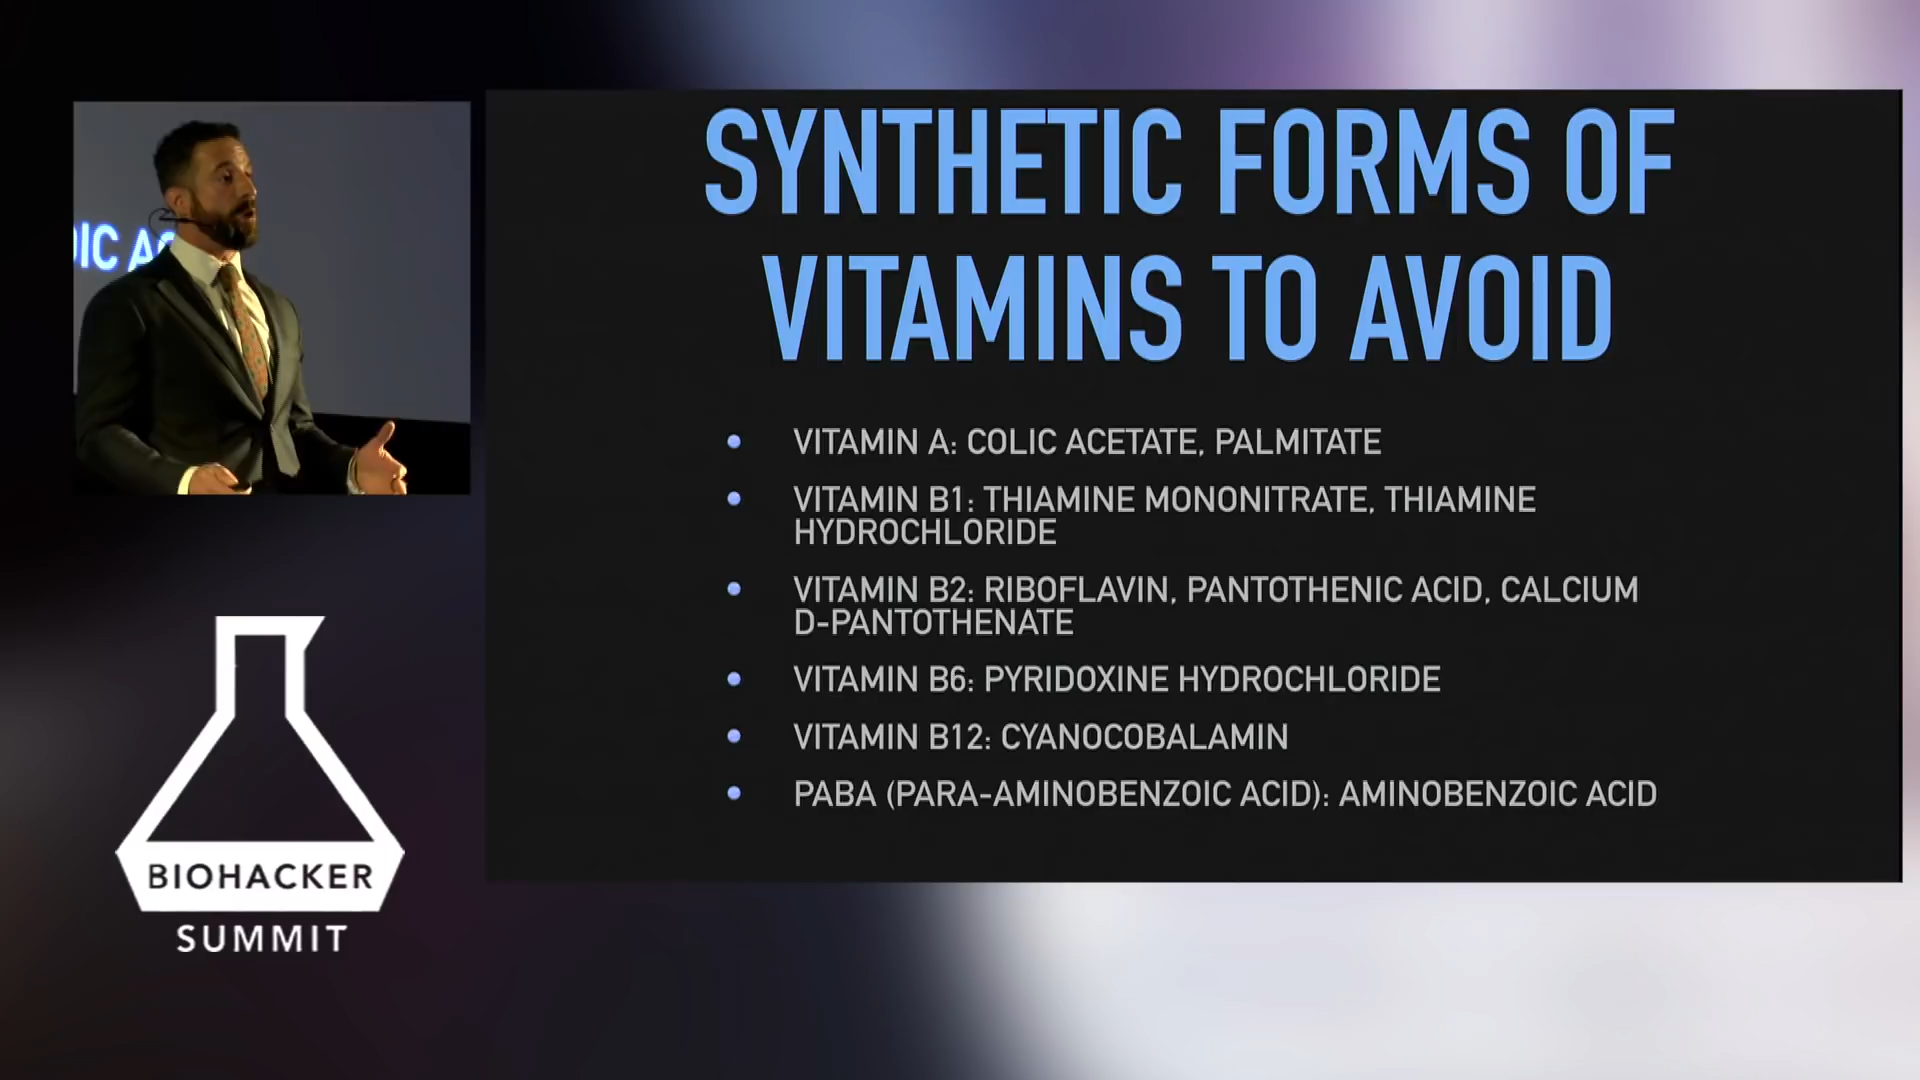 SYNTHETIC FORMS OF
VITAMINS TO AVOID
VITAMIN A: COLIC ACETATE, PALMITATE
VITAMIN B1: THIAMINE MONONITRATE, THIAMINE
HYDROCHLORIDE
VITAMIN B2: RIBOFLAVIN, PANTOTHENIC ACID, CALCIUM
D-PANTOTHENATE
VITAMIN B6: PYRIDOXINE HYDROCHLORIDE
VITAMIN B12: CYANOCOBALAMIN
PABA (PARA-AMINOBENZOIC ACID): AMINOBENZOIC ACID
BIOHACKER
SUMMIT